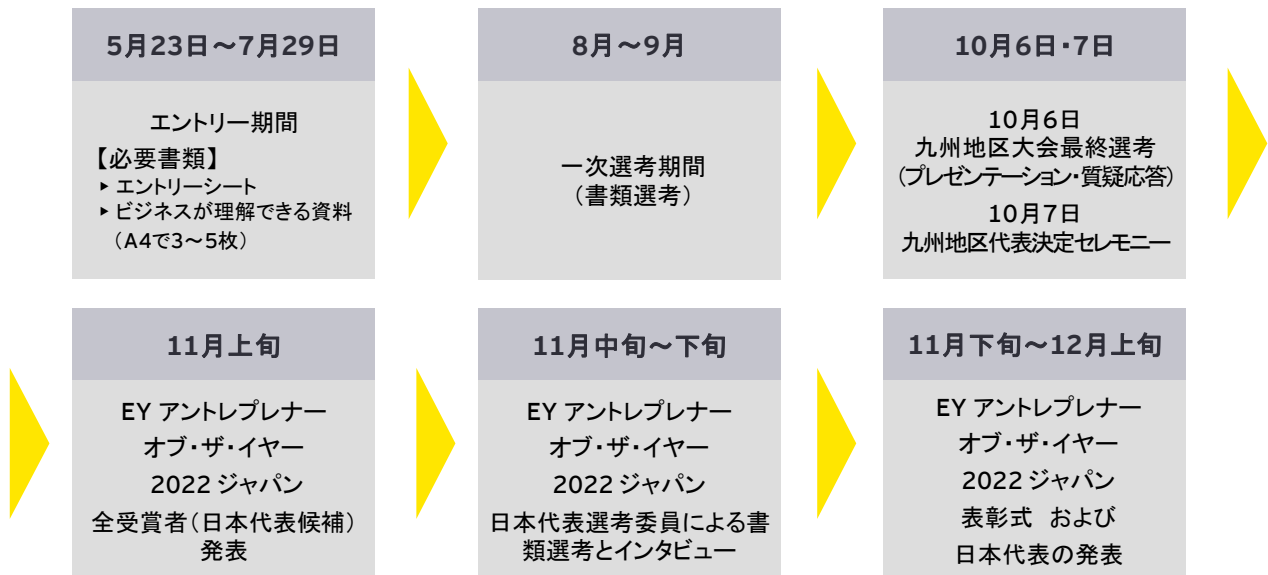 5月23日～7月29日
エントリー期間
【必要書類】
▶ エントリーシート
▶ ビジネスが理解できる資料
（A4で3～5枚）
8月～9月
一次選考期間
（書類選考）
10月6日・7日
10月6日
九州地区大会最終選考
（プレゼンテーション・質疑応答）
10月7日
九州地区代表決定セレモニー
11月上旬
EY アントレプレナー
オブ・ザ・イヤー
2022 ジャパン
全受賞者（日本代表候補）
発表
11月中旬～下旬
EY アントレプレナー
オブ・ザ・イヤー
2022 ジャパン
日本代表選考委員による書
類選考とインタビュー
11月下旬～12月上旬
EY アントレプレナー
オブ・ザ・イヤー
2022 ジャパン
表彰式　および
日本代表の発表